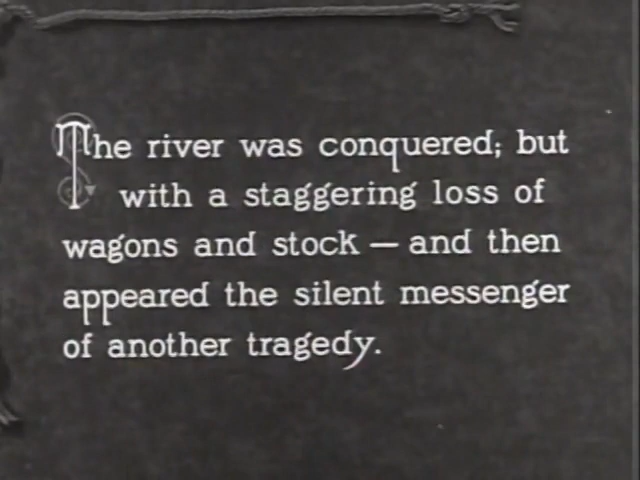 The river was conquered; but
with a staggering loss of
wagons and stock — and then
appeared the silent messenger
of another tragedy.